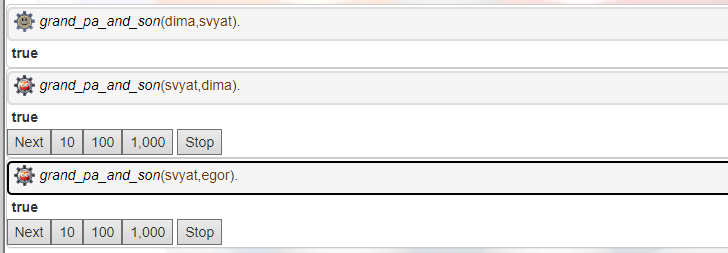 grand_pa_and_son(dima,svyat).
true
grand_pa_and_son(svyat,dima).
true
Next 10 100 1,000 Stop
grand_pa_and_son(svyat,egor).
true
Next 10 100 1,000 Stop